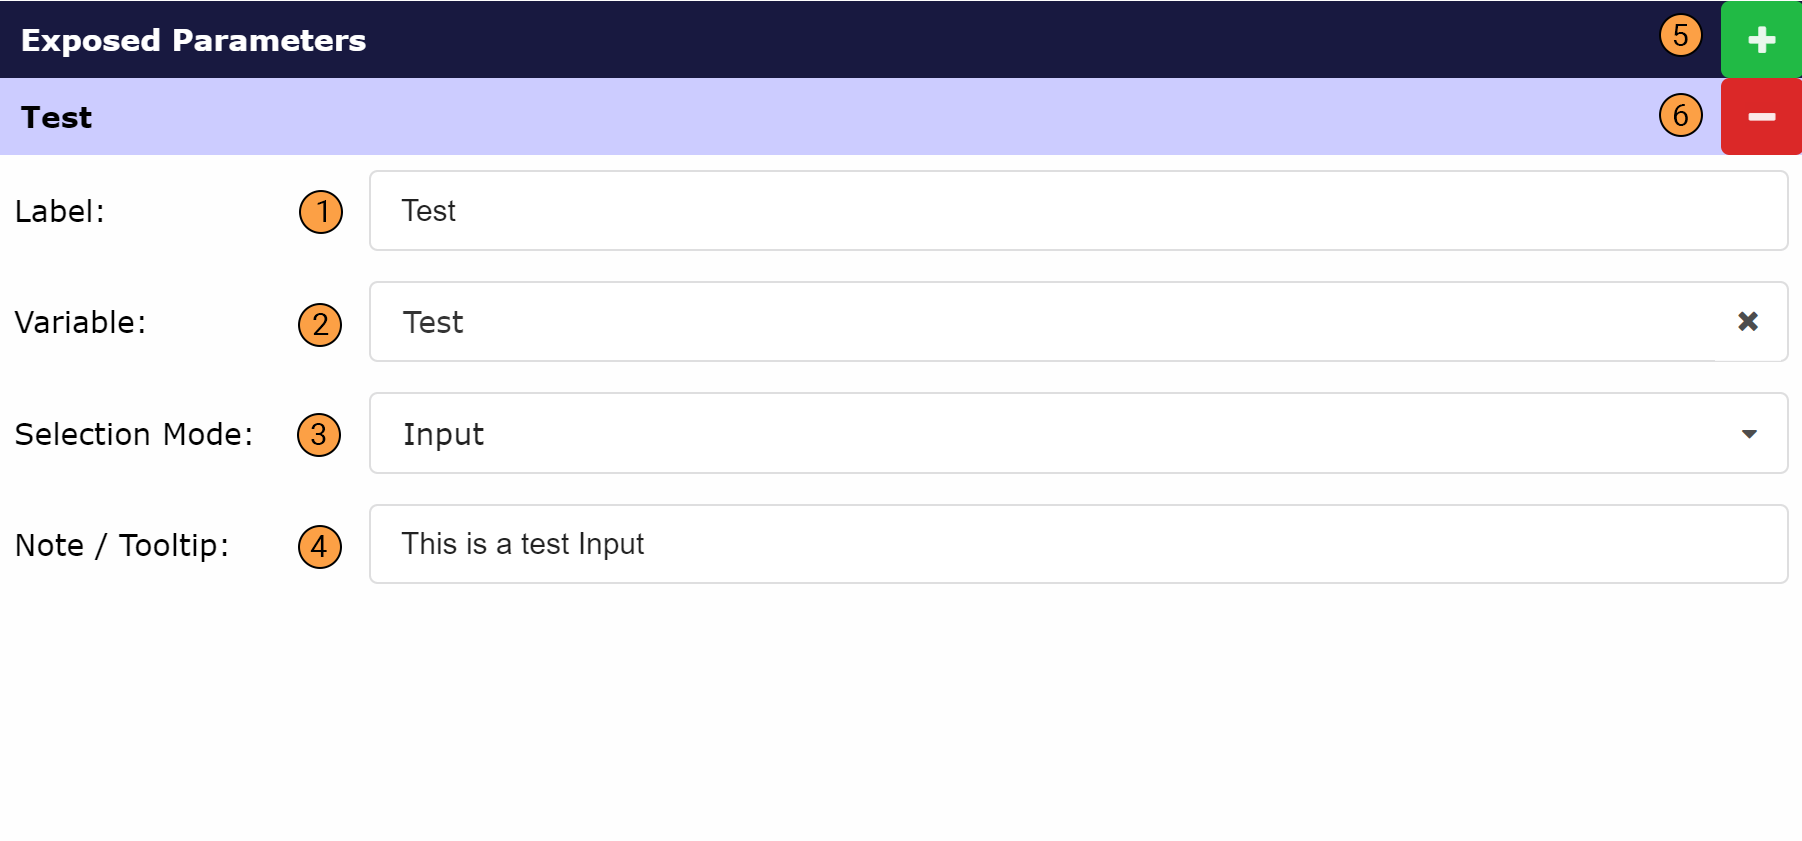 Exposed Parameters 5
Test 6
Label: 1 Test
Variable: 2 Test
Selection Mode: 3 Input
Note / Tooltip: 4 This is a test Input